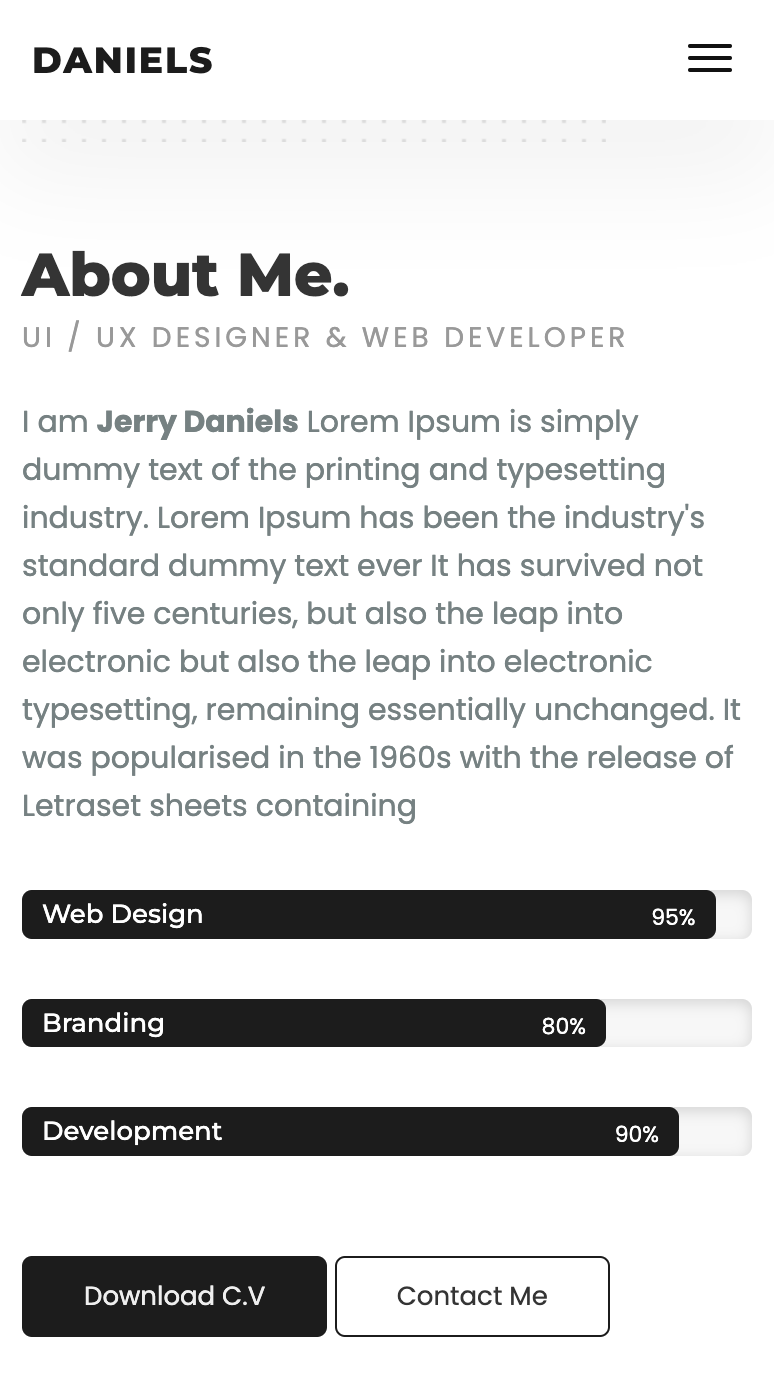 DANIELS
About Me.
UI / UX DESIGNER & WEB DEVELOPER
I am Jerry Daniels Lorem Ipsum is simply
dummy text of the printing and typesetting
industry. Lorem Ipsum has been the industry's
standard dummy text ever It has survived not
only five centuries, but also the leap into
electronic but also the leap into electronic
typesetting, remaining essentially unchanged. It
was popularised in the 1960s with the release of
Letraset sheets containing
Web Design 95%
Branding 80%
Development 90%
Download C.V Contact Me